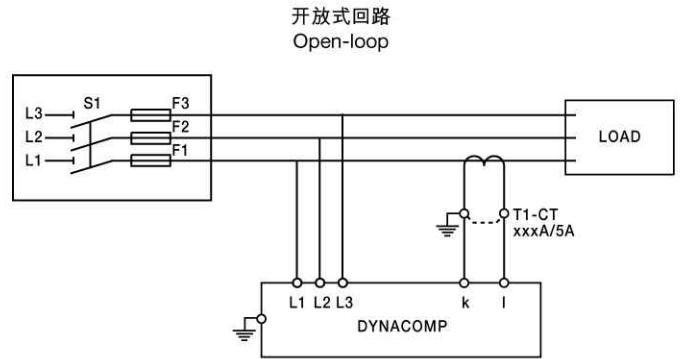 开放式回路
Open-loop
S1
L3
L2
L1
F3
F2
F1
LOAD
T1-CT
xxxA/5A
L1 L2 L3
k
l
DYNACOMP